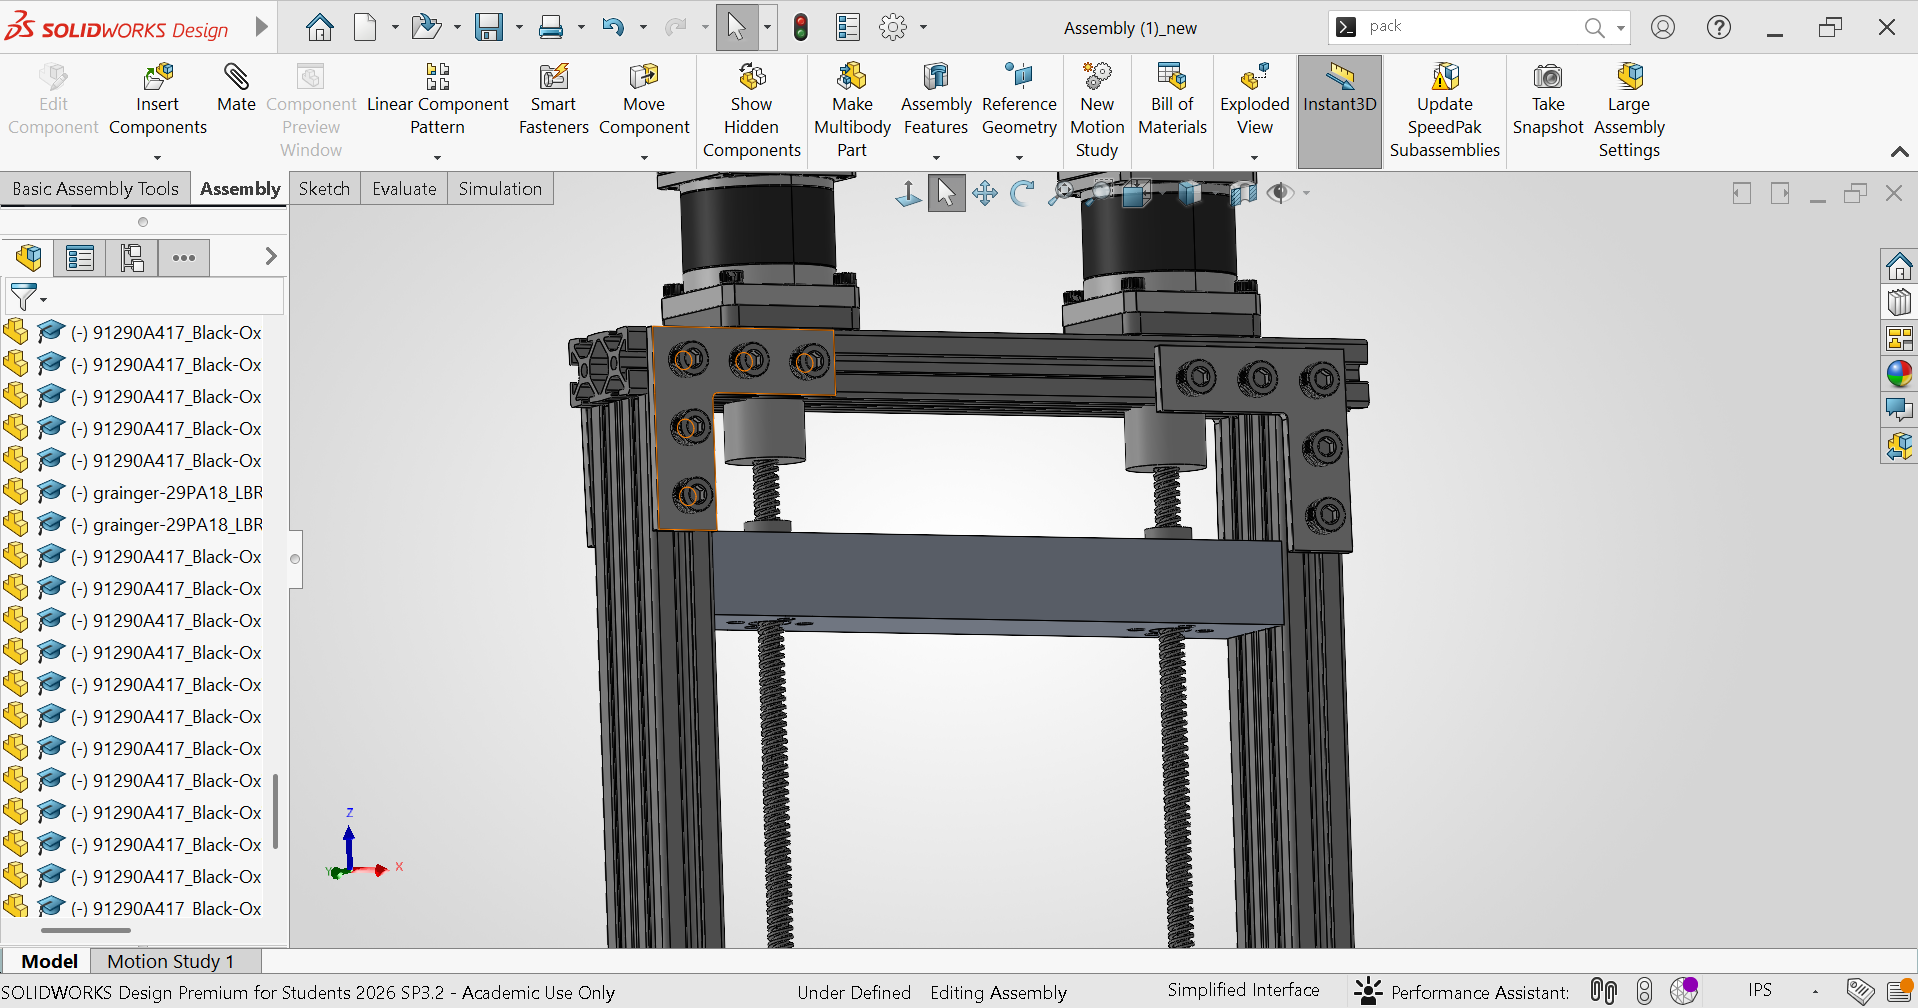 SOLIDWORKS Design
Assembly (1)_new
pack
Edit Component
Insert Components
Mate
Component Preview Window
Linear Component Pattern
Smart Fasteners
Move Component
Show Hidden Components
Make Multibody Part
Assembly Features
Reference Geometry
New Motion Study
Bill of Materials
Exploded View
Instant3D
Update SpeedPak Subassemblies
Take Snapshot
Large Assembly Settings
Basic Assembly Tools
Assembly
Sketch
Evaluate
Simulation
(-) 91290A417_Black-Ox
(-) 91290A417_Black-Ox
(-) 91290A417_Black-Ox
(-) 91290A417_Black-Ox
(-) 91290A417_Black-Ox
(-) grainger-29PA18_LBR
(-) grainger-29PA18_LBR
(-) 91290A417_Black-Ox
(-) 91290A417_Black-Ox
(-) 91290A417_Black-Ox
(-) 91290A417_Black-Ox
(-) 91290A417_Black-Ox
(-) 91290A417_Black-Ox
(-) 91290A417_Black-Ox
(-) 91290A417_Black-Ox
(-) 91290A417_Black-Ox
(-) 91290A417_Black-Ox
(-) 91290A417_Black-Ox
(-) 91290A417 Black-Ox
Z
Y
X
Model
Motion Study 1
SOLIDWORKS Design Premium for Students 2026 SP3.2 - Academic Use Only
Under Defined
Editing Assembly
Simplified Interface
Performance Assistant:
IPS